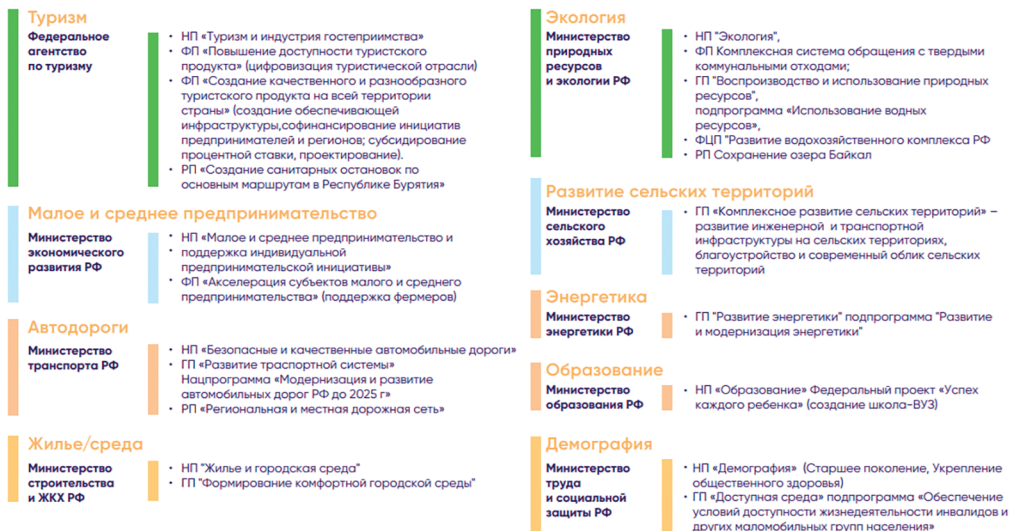 Туризм
Федеральное
агентство
по туризму
• НП «Туризм и индустрия гостеприимства»
• ФП «Повышение доступности туристского
продукта» (цифровизация туристической отрасли)
• ФП «Создание качественного и разнообразного
туристского продукта на всей территории
страны» (создание обеспечивающей
инфраструктуры,софинансирование инициатив
предпринимателей и регионов; субсидирование
процентной ставки, проектирование).
• РП «Создание санитарных остановок по
основным маршрутам в Республике Бурятия»
Малое и среднее предпринимательство
Министерство
экономического
развития РФ
• НП «Малое и среднее предпринимательство и
• поддержка индивидуальной
предпринимательской инициативы»
• ФП «Акселерация субъектов малого и среднего
предпринимательства» (поддержка фермеров)
Автодороги
Министерство
транспорта РФ
• НП «Безопасные и качественные автомобильные дороги»
• ГП «Развитие траспортной системы»
Нацпрограмма «Модернизация и развитие
автомобильных дорог РФ до 2025 г»
• РП «Региональная и местная дорожная сеть»
Жилье/среда
Министерство
строительства
и ЖКХ РФ
• НП "Жилье и городская среда"
• ГП "Формирование комфортной городской среды"
Экология
Министерство
природных
ресурсов
и экологии РФ
• НП "Экология",
• ФП Комплексная система обращения с твердыми
коммунальными отходами;
• ГП "Воспроизводство и использование природных
ресурсов",
подпрограмма «Использование водных
ресурсов»,
• ФЦП "Развитие водохозяйственного комплекса РФ
• РП Сохранение озера Байкал
Развитие сельских территорий
Министерство
сельского
хозяйства РФ
• ГП «Комплексное развитие сельских территорий» –
развитие инженерной и транспортной
инфраструктуры на сельских территориях,
благоустройство и современный облик сельских
территорий
Энергетика
Министерство
энергетики РФ
• ГП "Развитие энергетики" подпрограмма "Развитие
и модернизация энергетики"
Образование
Министерство
образования РФ
• НП «Образование» Федеральный проект «Успех
каждого ребенка» (создание школа-ВУЗ)
Демография
Министерство
труда
и социальной
защиты РФ
• НП «Демография» (Старшее поколение, Укрепление
общественного здоровья)
• ГП «Доступная среда» подпрограмма «Обеспечение
условий доступности жизнедеятельности инвалидов и
других маломобильных групп населения»